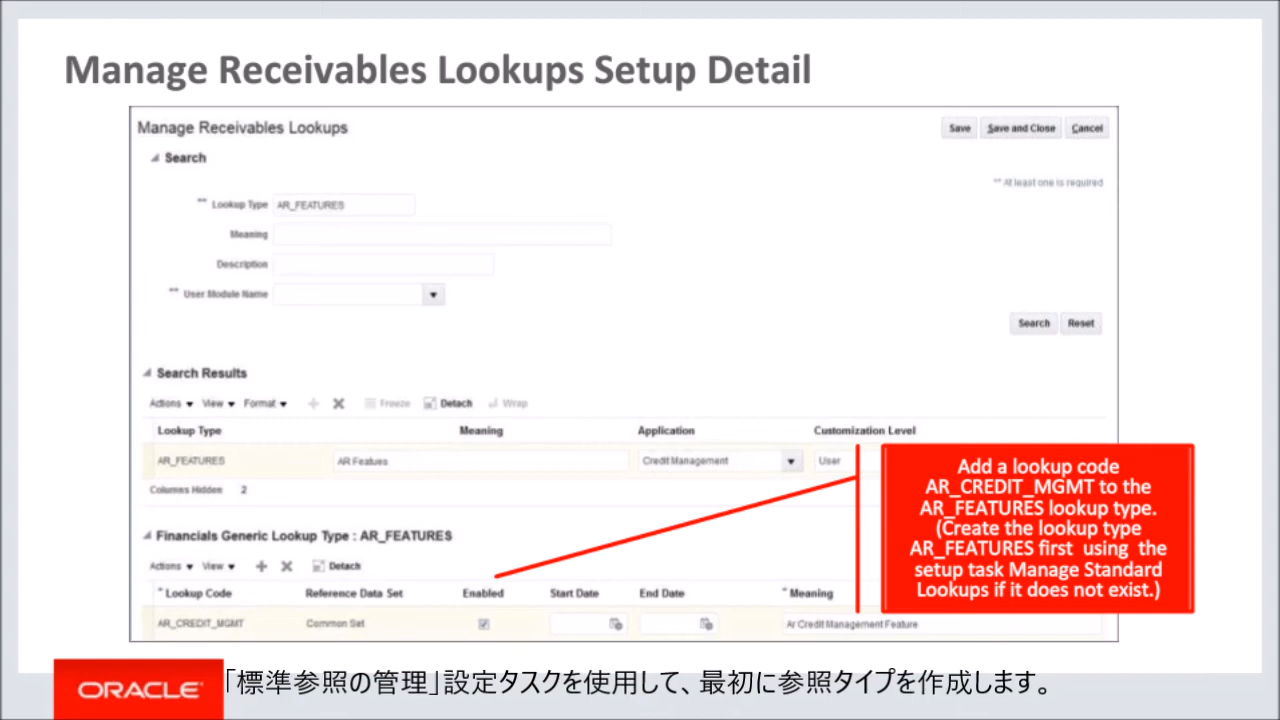 Manage Receivables Lookups Setup Detail
Manage Receivables Lookups
Save Save and Close Cancel
Search
** At least one is required
** Lookup Type AR_FEATURES
Meaning
Description
** User Module Name
Search Reset
Search Results
Actions View Format Freeze Detach Wrap
Lookup Type Meaning Application Customization Level
AR_FEATURES AR Featues Credit Management User
Columns Hidden 2
Add a lookup code
AR_CREDIT_MGMT to the
AR_FEATURES lookup type.
(Create the lookup type
AR_FEATURES first using the
setup task Manage Standard
Lookups if it does not exist.)
Financials Generic Lookup Type : AR_FEATURES
Actions View Detach
* Lookup Code Reference Data Set Enabled Start Date End Date * Meaning
AR_CREDIT_MGMT Common Set Ar Credit Management Feature
ORACLE
「標準参照の管理」設定タスクを使用して、最初に参照タイプを作成します。